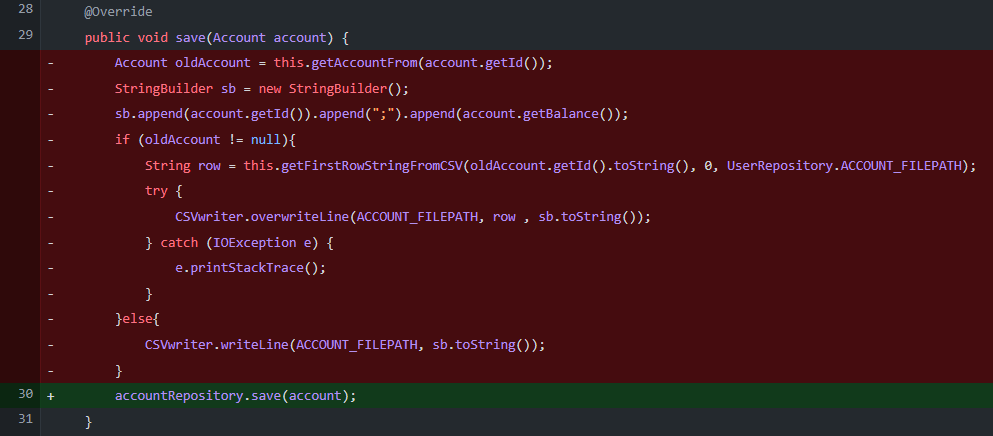 28 @Override
29 public void save(Account account) {
- Account oldAccount = this.getAccountFrom(account.getId());
- StringBuilder sb = new StringBuilder();
- sb.append(account.getId()).append(";").append(account.getBalance());
- if (oldAccount != null){
- String row = this.getFirstRowStringFromCSV(oldAccount.getId().toString(), 0, UserRepository.ACCOUNT_FILEPATH);
- try {
- CSVwriter.overwriteLine(ACCOUNT_FILEPATH, row , sb.toString());
- } catch (IOException e) {
- e.printStackTrace();
- }
- }else{
- CSVwriter.writeLine(ACCOUNT_FILEPATH, sb.toString());
- }
30 + accountRepository.save(account);
31 }